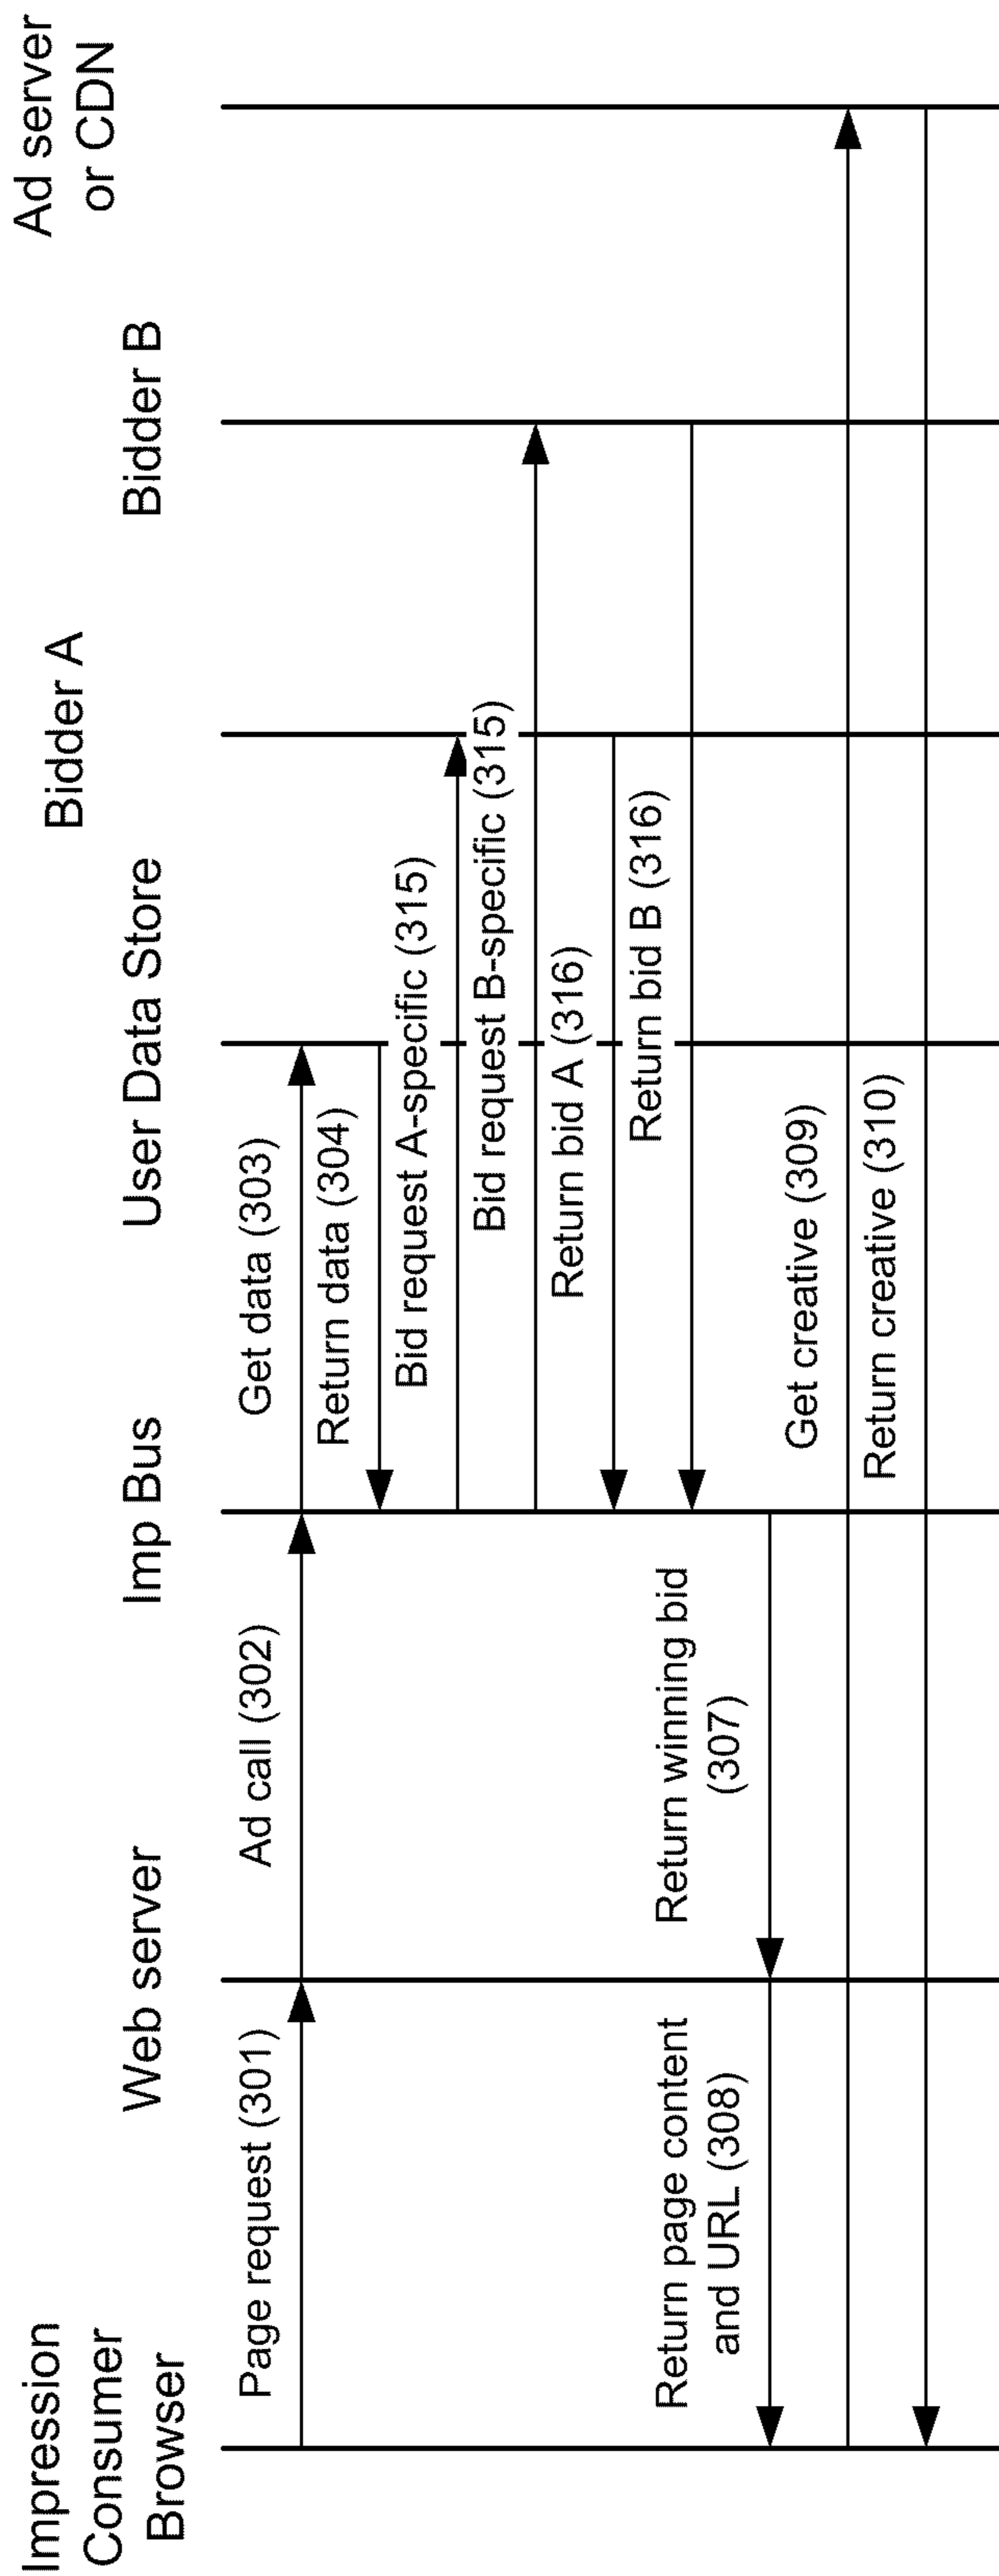 Impression
Consumer
Browser
Web server
Imp Bus
User Data Store
Bidder A
Bidder B
Ad server
or CDN
Page request (301)
Ad call (302)
Get data (303)
Return data (304)
Bid request A-specific (315)
Bid request B-specific (315)
Return bid A (316)
Return bid B (316)
Return winning bid
(307)
Return page content
and URL (308)
Get creative (309)
Return creative (310)